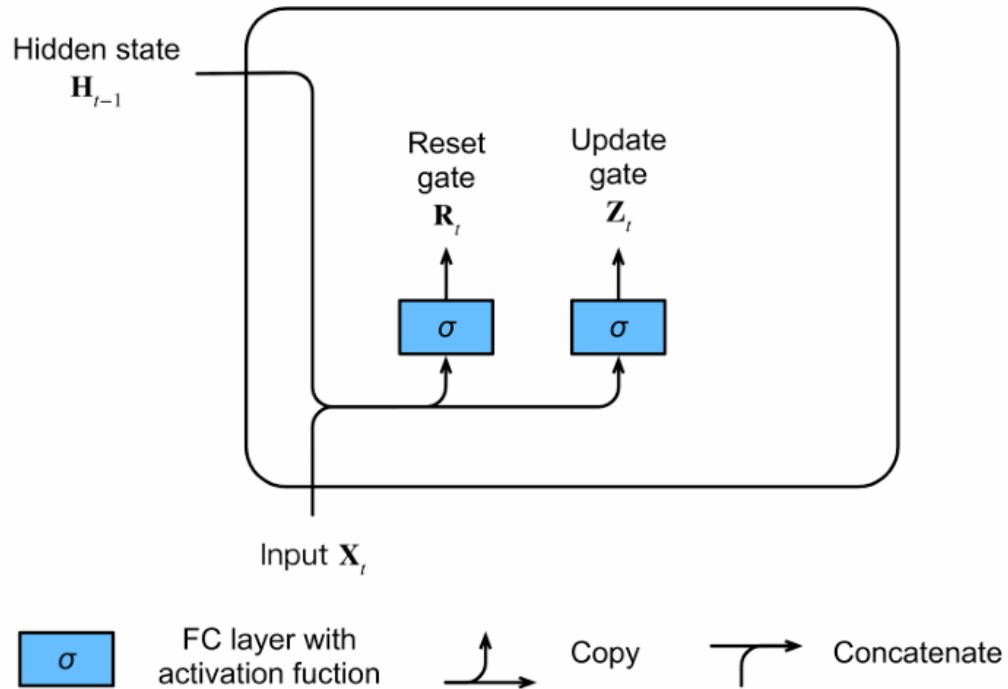 Hidden state
H_{t−1}
Reset
gate
R_t
Update
gate
Z_t
σ
σ
Input X_t
σ
FC layer with
activation fuction
Copy
Concatenate